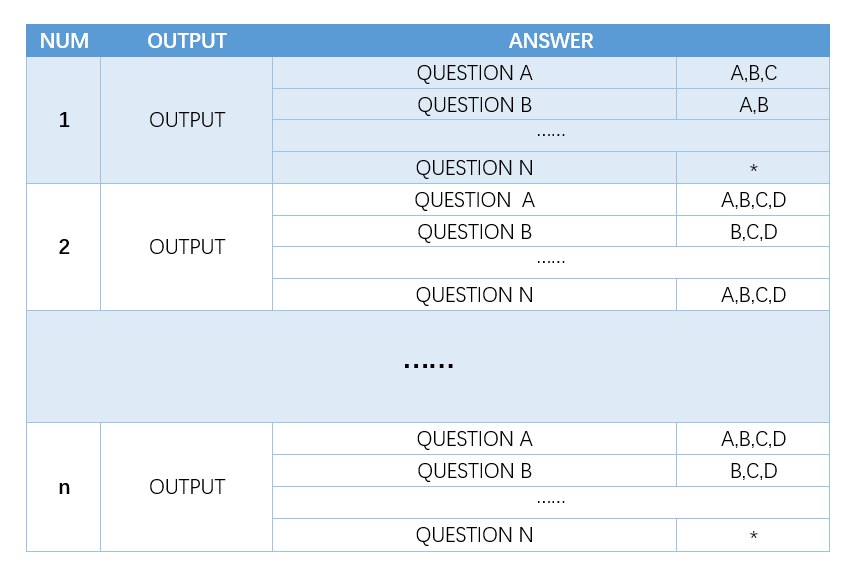 NUM OUTPUT ANSWER
1 OUTPUT QUESTION A A,B,C
QUESTION B A,B
……
QUESTION N *
2 OUTPUT QUESTION A A,B,C,D
QUESTION B B,C,D
……
QUESTION N A,B,C,D
……
n OUTPUT QUESTION A A,B,C,D
QUESTION B B,C,D
……
QUESTION N *